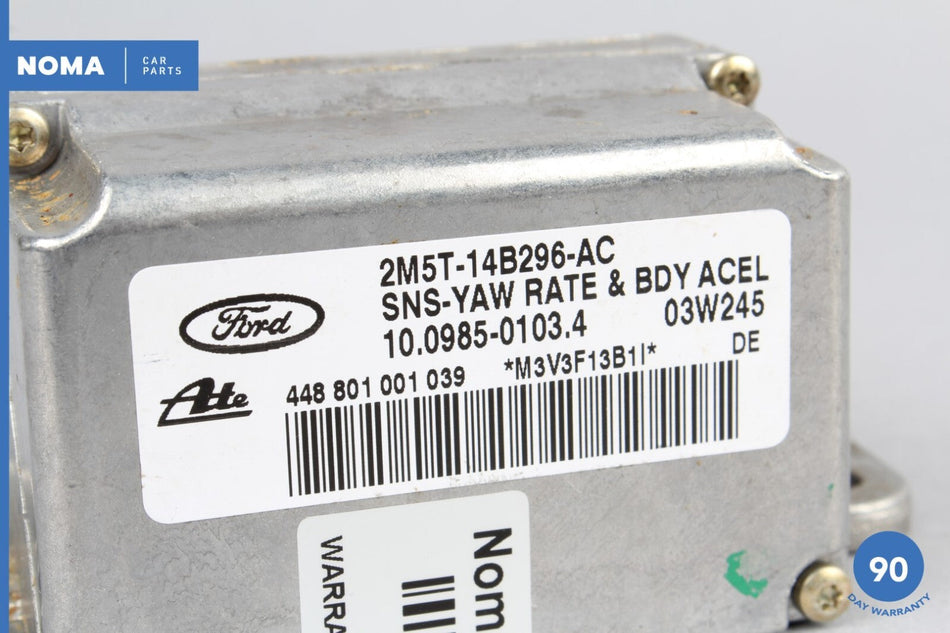 NOMA
CAR
PARTS
2M5T-14B296-AC
SNS-YAW RATE & BDY ACEL
10.0985-0103.4 03W245
Ford
DE
448 801 001 039 *M3V3F13B1I*
Ate
Nom
WARRA
90
DAY WARRANTY